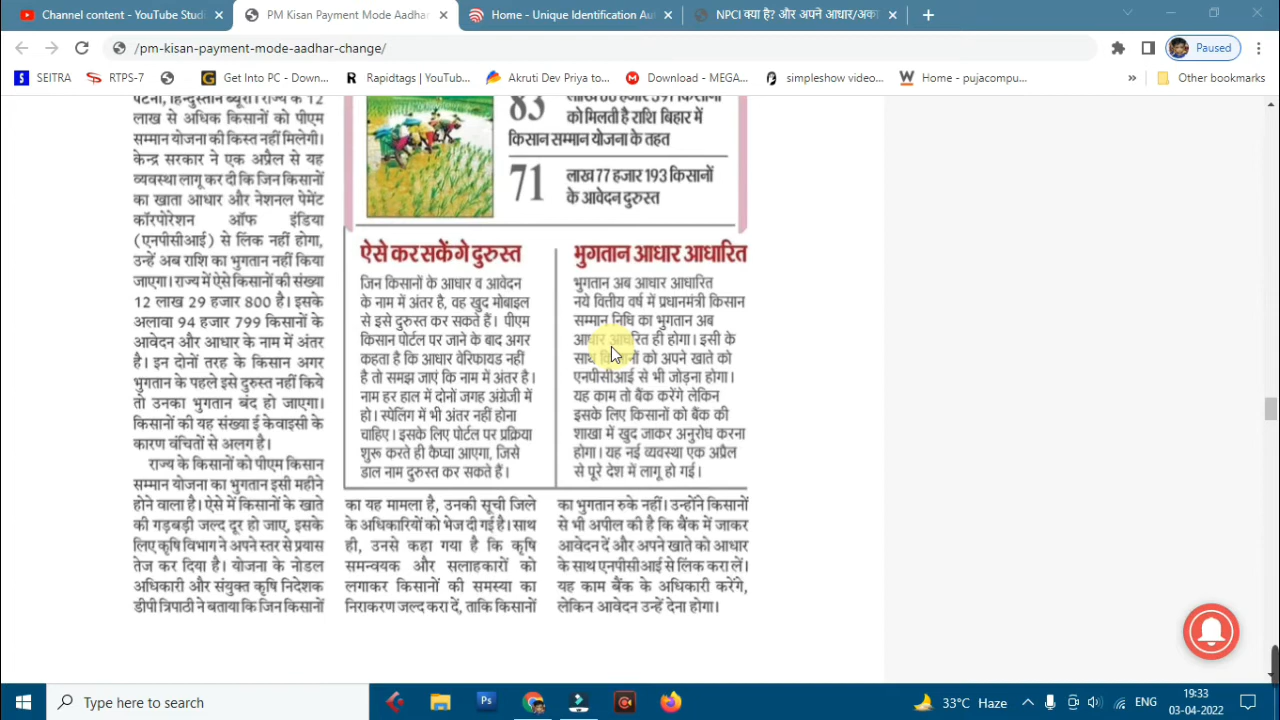 Channel content - YouTube Stud
PM Kisan Payment Mode Aadhar
Home - Unique Identification Aut
NPCI क्या है? और अपने आधार/अका
/pm-kisan-payment-mode-aadhar-change/
Paused
SEITRA
RTPS-7
Get Into PC - Down...
Rapidtags | YouTub...
Akruti Dev Priya to...
Download - MEGA...
simpleshow video...
Home - pujacompu...
Other bookmarks
पटना, हिन्दुस्तान ब्यूरो। राज्य के 12
लाख से अधिक किसानों को पीएम
सम्मान योजना की किस्त नहीं मिलेगी।
केन्द्र सरकार ने एक अप्रैल से यह
व्यवस्था लागू कर दी कि जिन किसानों
का खाता आधार और नेशनल पेमेंट
कॉरपोरेशन ऑफ इंडिया
(एनपीसीआई) से लिंक नहीं होगा,
उन्हें अब राशि का भुगतान नहीं किया
जाएगा। राज्य में ऐसे किसानों की संख्या
12 लाख 29 हजार 800 है। इसके
अलावा 94 हजार 799 किसानों के
आवेदन और आधार के नाम में अंतर
है। इन दोनों तरह के किसान अगर
भुगतान के पहले इसे दुरुस्त नहीं किये
तो उनका भुगतान बंद हो जाएगा।
किसानों की यह संख्या ई केवाइसी के
कारण वंचितों से अलग है।
राज्य के किसानों को पीएम किसान
सम्मान योजना का भुगतान इसी महीने
होने वाला है। ऐसे में किसानों के खाते
की गड़बड़ी जल्द दूर हो जाए, इसके
लिए कृषि विभाग ने अपने स्तर से प्रयास
तेज कर दिया है। योजना के नोडल
अधिकारी और संयुक्त कृषि निदेशक
डीपी त्रिपाठी ने बताया कि जिन किसानों
83
को मिलती है राशि बिहार में
किसान सम्मान योजना के तहत
71 लाख 77 हजार 193 किसानों
के आवेदन दुरुस्त
ऐसे कर सकेंगे दुरुस्त
जिन किसानों के आधार व आवेदन
के नाम में अंतर है, वह खुद मोबाइल
से इसे दुरुस्त कर सकते हैं। पीएम
किसान पोर्टल पर जाने के बाद अगर
कहता है कि आधार वेरिफायड नहीं
है तो समझ जाएं कि नाम में अंतर है।
नाम हर हाल में दोनों जगह अंग्रेजी में
हो। स्पेलिंग में भी अंतर नहीं होना
चाहिए। इसके लिए पोर्टल पर प्रक्रिया
शुरू करते ही कैप्चा आएगा, जिसे
डाल नाम दुरुस्त कर सकते हैं।
भुगतान आधार आधारित
भुगतान अब आधार आधारित
नये वित्तीय वर्ष में प्रधानमंत्री किसान
सम्मान निधि का भुगतान अब
आधार आधरित ही होगा। इसी के
साथ किसानों को अपने खाते को
एनपीसीआई से भी जोड़ना होगा।
यह काम तो बैंक करेंगे लेकिन
इसके लिए किसानों को बैंक की
शाखा में खुद जाकर अनुरोध करना
होगा। यह नई व्यवस्था एक अप्रैल
से पूरे देश में लागू हो गई।
का यह मामला है, उनकी सूची जिले
के अधिकारियों को भेज दी गई है। साथ
ही, उनसे कहा गया है कि कृषि
समन्वयक और सलाहकारों को
लगाकर किसानों की समस्या का
निराकरण जल्द करा दें, ताकि किसानों
का भुगतान रुके नहीं। उन्होंने किसानों
से भी अपील की है कि बैंक में जाकर
आवेदन दें और अपने खाते को आधार
के साथ एनपीसीआई से लिंक करा लें।
यह काम बैंक के अधिकारी करेंगे,
लेकिन आवेदन उन्हें देना होगा।
Type here to search
33°C Haze
ENG
19:33
03-04-2022